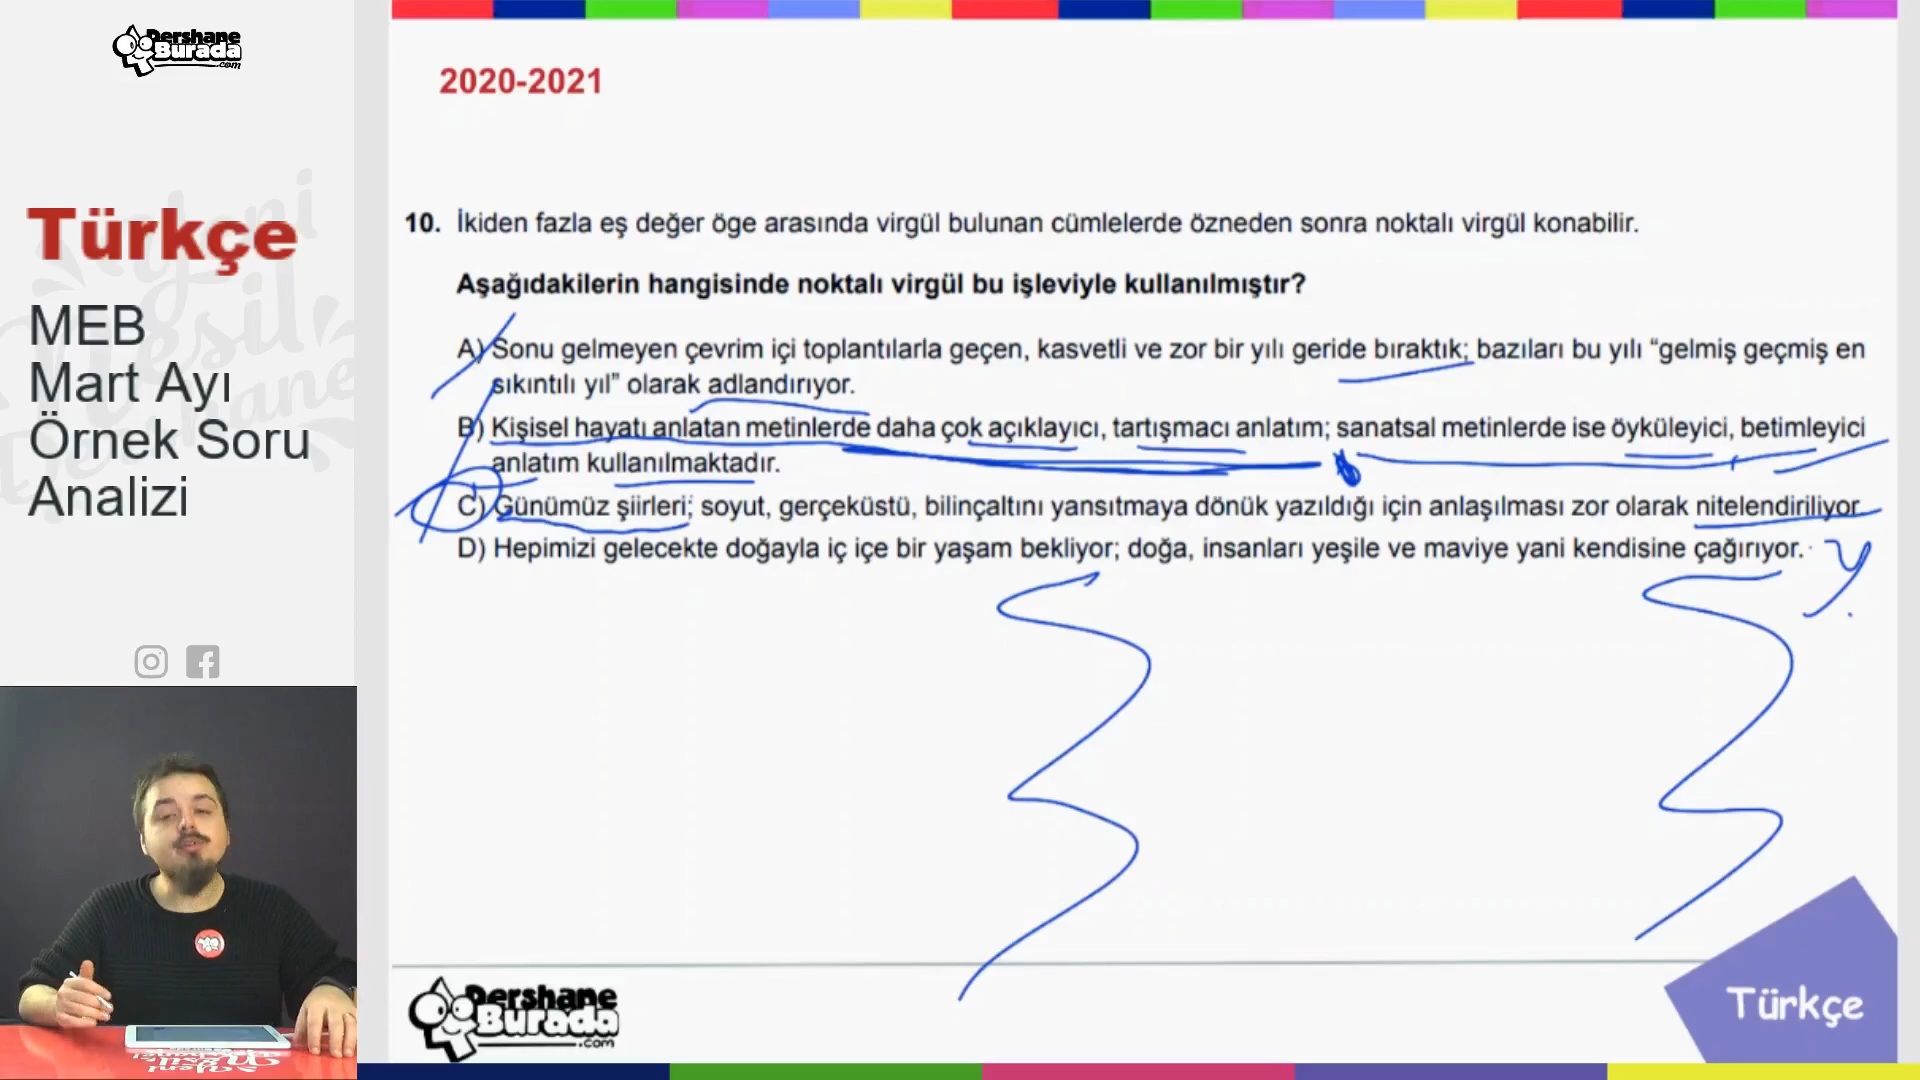 Dershane
Burada
.com
2020-2021
Türkçe
MEB
Mart Ayı
Örnek Soru
Analizi
10. İkiden fazla eş değer öge arasında virgül bulunan cümlelerde özneden sonra noktalı virgül konabilir.
Aşağıdakilerin hangisinde noktalı virgül bu işleviyle kullanılmıştır?
A) Sonu gelmeyen çevrim içi toplantılarla geçen, kasvetli ve zor bir yılı geride bıraktık; bazıları bu yılı “gelmiş geçmiş en
sıkıntılı yıl” olarak adlandırıyor.
B) Kişisel hayatı anlatan metinlerde daha çok açıklayıcı, tartışmacı anlatım; sanatsal metinlerde ise öyküleyici, betimleyici
anlatım kullanılmaktadır.
C) Günümüz şiirleri; soyut, gerçeküstü, bilinçaltını yansıtmaya dönük yazıldığı için anlaşılması zor olarak nitelendiriliyor
D) Hepimizi gelecekte doğayla iç içe bir yaşam bekliyor; doğa, insanları yeşile ve maviye yani kendisine çağırıyor.
y
Dershane
Burada
.com
Türkçe